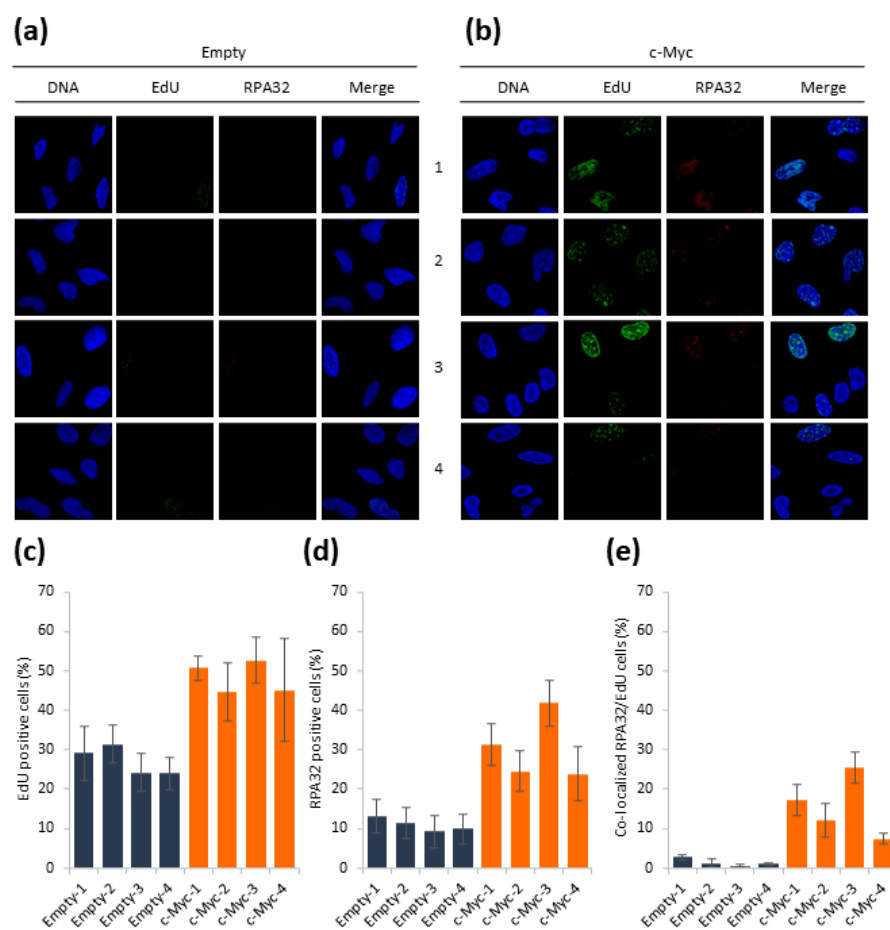 (a)
Empty
DNA EdU RPA32 Merge
(b)
c-Myc
DNA EdU RPA32 Merge
1
2
3
4
(c)
EdU positive cells (%)
70
60
50
40
30
20
10
0
Empty-1
Empty-2
Empty-3
Empty-4
c-Myc-1
c-Myc-2
c-Myc-3
c-Myc-4
(d)
RPA32 positive cells (%)
70
60
50
40
30
20
10
0
Empty-1
Empty-2
Empty-3
Empty-4
c-Myc-1
c-Myc-2
c-Myc-3
c-Myc-4
(e)
Co-localized RPA32/EdU cells (%)
70
60
50
40
30
20
10
0
Empty-1
Empty-2
Empty-3
Empty-4
c-Myc-1
c-Myc-2
c-Myc-3
c-Myc-4